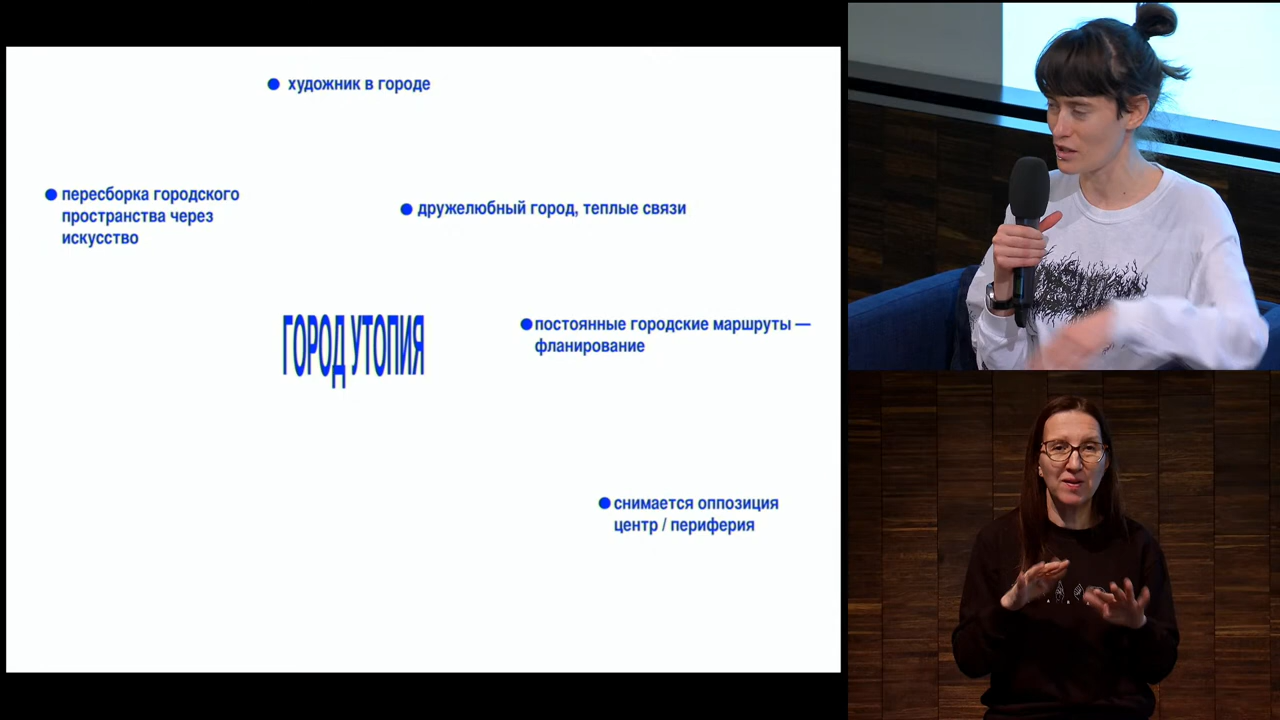 художник в городе
пересборка городского
пространства через
искусство
дружелюбный город, теплые связи
ГОРОД УТОПИЯ
постоянные городские маршруты —
фланирование
снимается оппозиция
центр / периферия